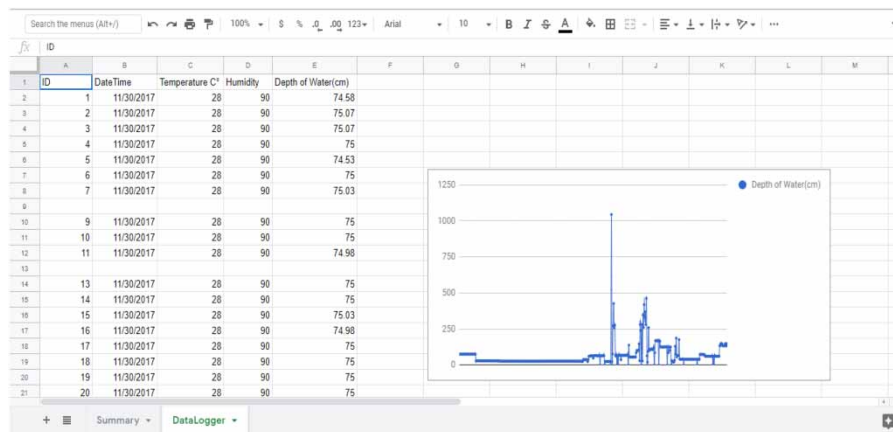 Search the menus (Alt+/) 100% $ % .0 .00 123 Arial 10 B I S A
fx ID
A B C D E F G H I J K L M
1 ID DateTime Temperature C° Humidity Depth of Water(cm)
2 1 11/30/2017 28 90 74.58
3 2 11/30/2017 28 90 75.07
4 3 11/30/2017 28 90 75.07
5 4 11/30/2017 28 90 75
6 5 11/30/2017 28 90 74.53
7 6 11/30/2017 28 90 75
8 7 11/30/2017 28 90 75.03
9
10 9 11/30/2017 28 90 75
11 10 11/30/2017 28 90 75
12 11 11/30/2017 28 90 74.98
13
14 13 11/30/2017 28 90 75
15 14 11/30/2017 28 90 75
16 15 11/30/2017 28 90 75.03
17 16 11/30/2017 28 90 74.98
18 17 11/30/2017 28 90 75
19 18 11/30/2017 28 90 75
20 19 11/30/2017 28 90 75
21 20 11/30/2017 28 90 75
1250
1000
750
500
250
0
Depth of Water(cm)
Summary DataLogger